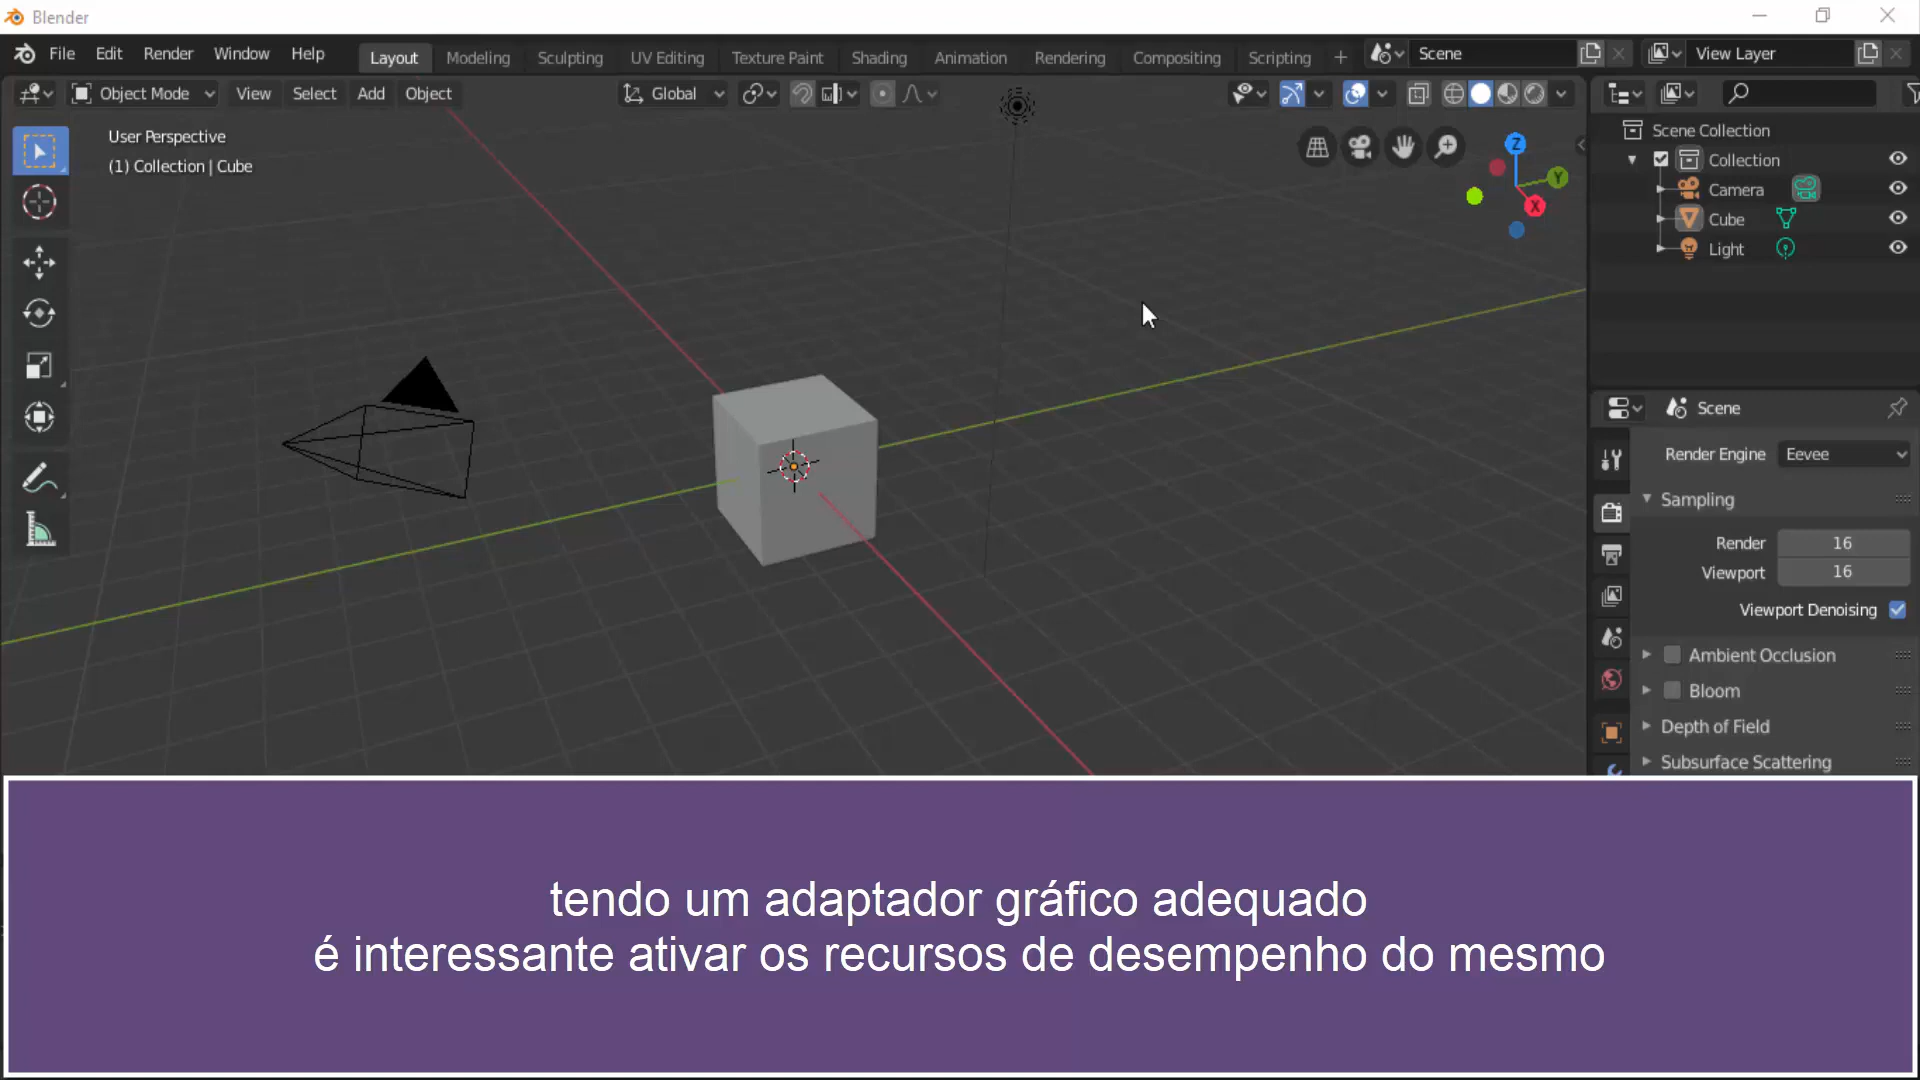 Blender
File Edit Render Window Help Layout Modeling Sculpting UV Editing Texture Paint Shading Animation Rendering Compositing Scripting + Scene View Layer
Object Mode View Select Add Object Global
User Perspective
(1) Collection | Cube
Z
Y
X
Scene Collection
Collection
Camera
Cube
Light
Scene
Render Engine Eevee
Sampling
Render 16
Viewport 16
Viewport Denoising
Ambient Occlusion
Bloom
Depth of Field
Subsurface Scattering
tendo um adaptador gráfico adequado
é interessante ativar os recursos de desempenho do mesmo